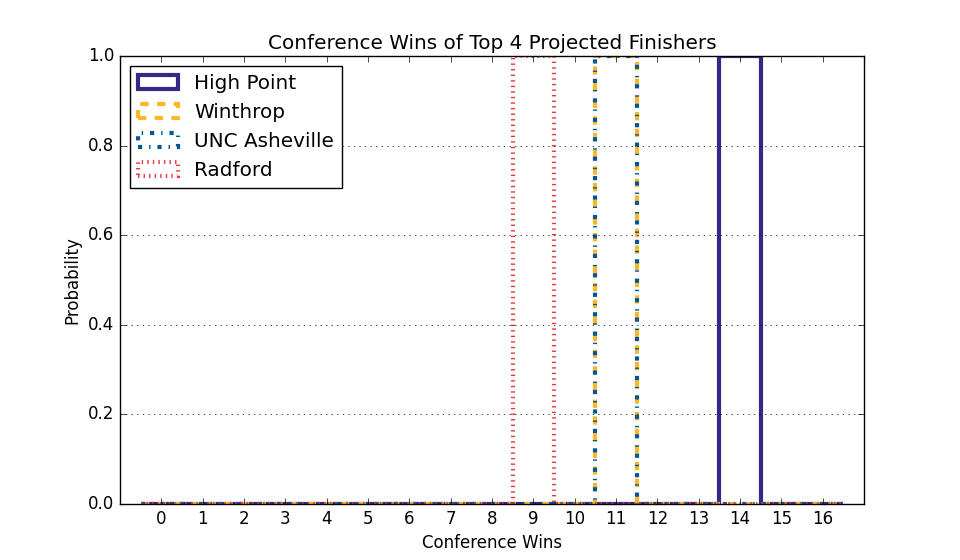 Conference Wins of Top 4 Projected Finishers
1.0
0.8
0.6
0.4
0.2
0.0
Probability
High Point
Winthrop
UNC Asheville
Radford
0 1 2 3 4 5 6 7 8 9 10 11 12 13 14 15 16
Conference Wins